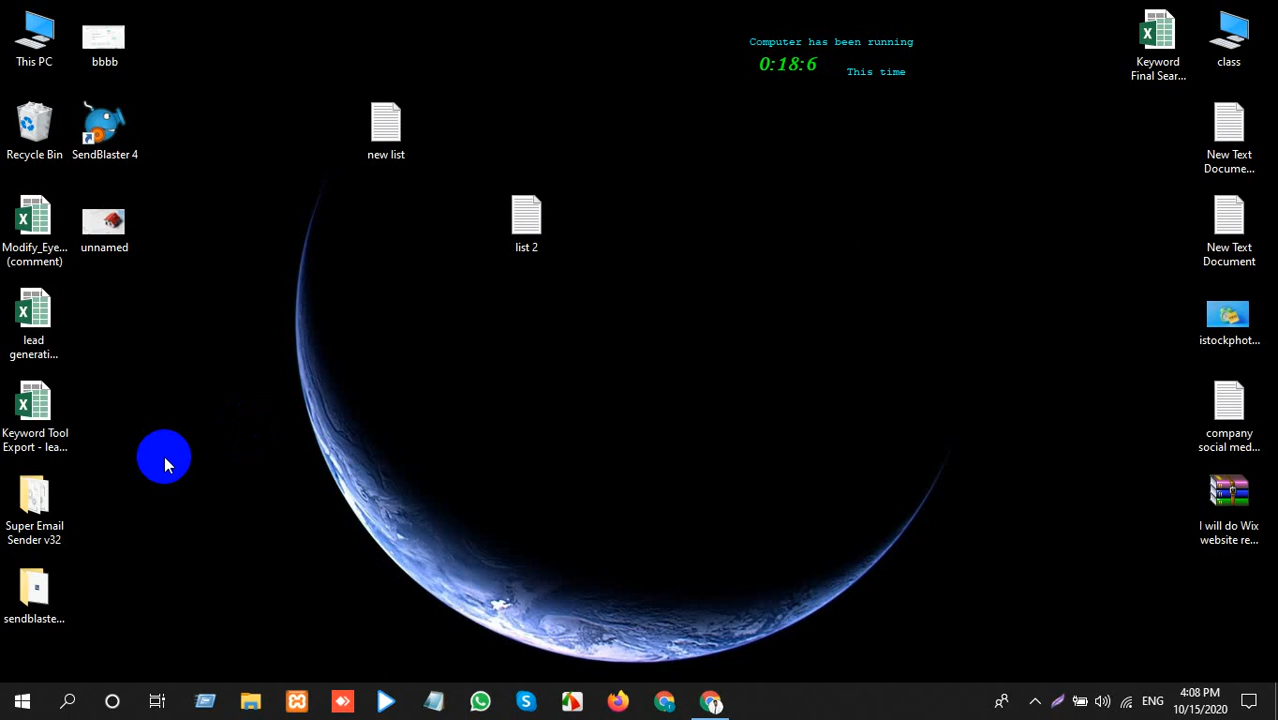 This PC
bbbb
Computer has been running
0:18:6
This time
Keyword
Final Sear...
class
Recycle Bin
SendBlaster 4
new list
New Text
Docume...
Modify_Eye...
(comment)
unnamed
list 2
New Text
Document
lead
generati...
istockphot...
Keyword Tool
Export - lea...
company
social med...
Super Email
Sender v32
I will do Wix
website re...
sendblaste...
ENG
4:08 PM
10/15/2020